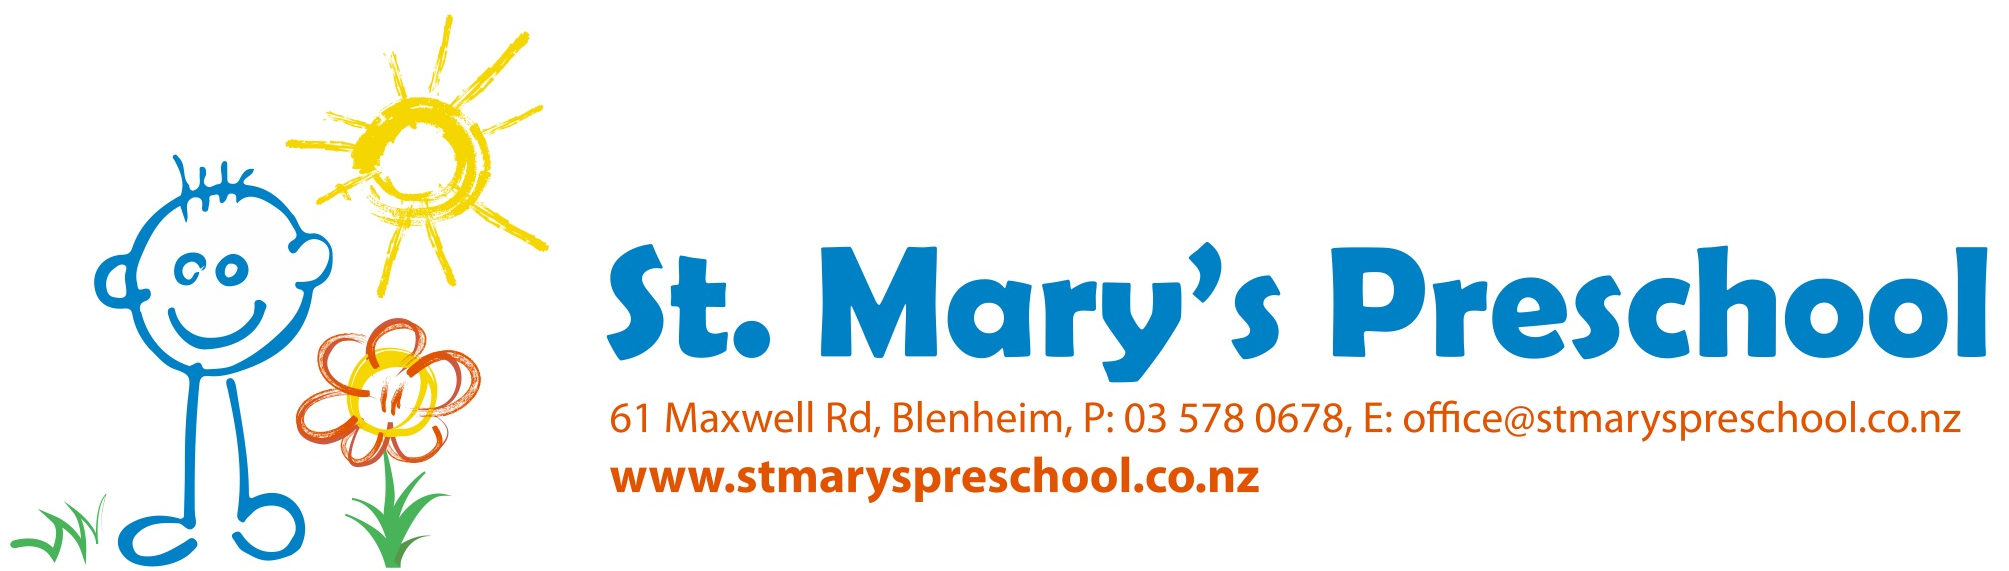 St. Mary’s Preschool
61 Maxwell Rd, Blenheim, P: 03 578 0678, E: office@stmaryspreschool.co.nz
www.stmaryspreschool.co.nz